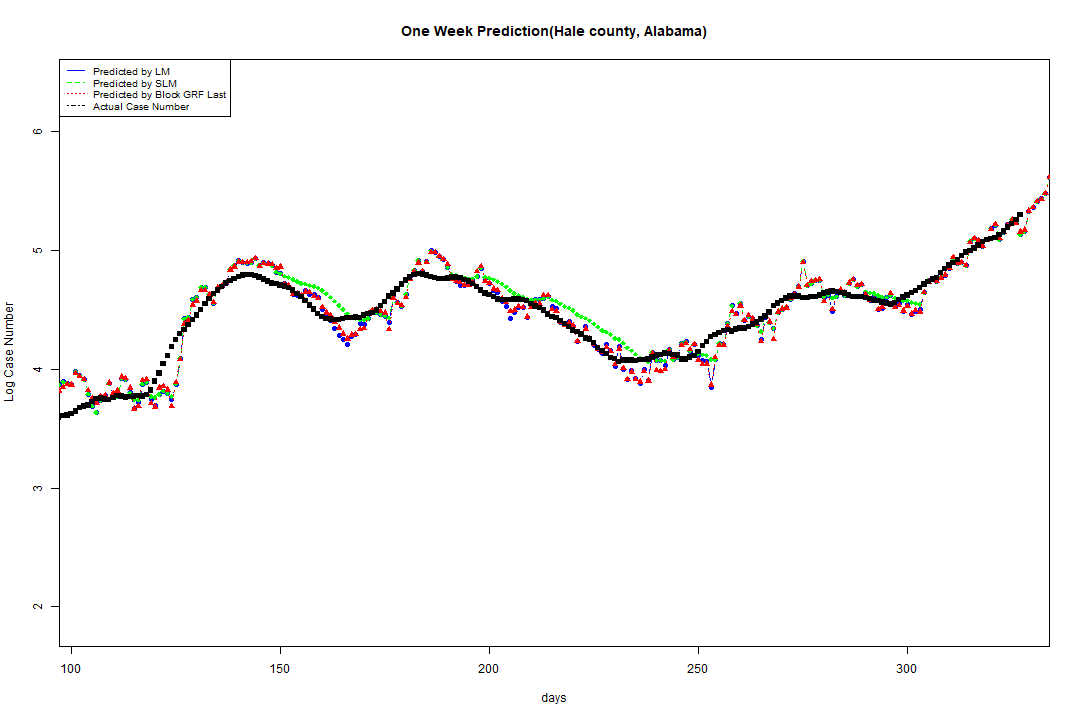 One Week Prediction(Hale county, Alabama)
Predicted by LM
Predicted by SLM
Predicted by Block GRF Last
Actual Case Number
6
5
4
3
2
Log Case Number
100 150 200 250 300
days